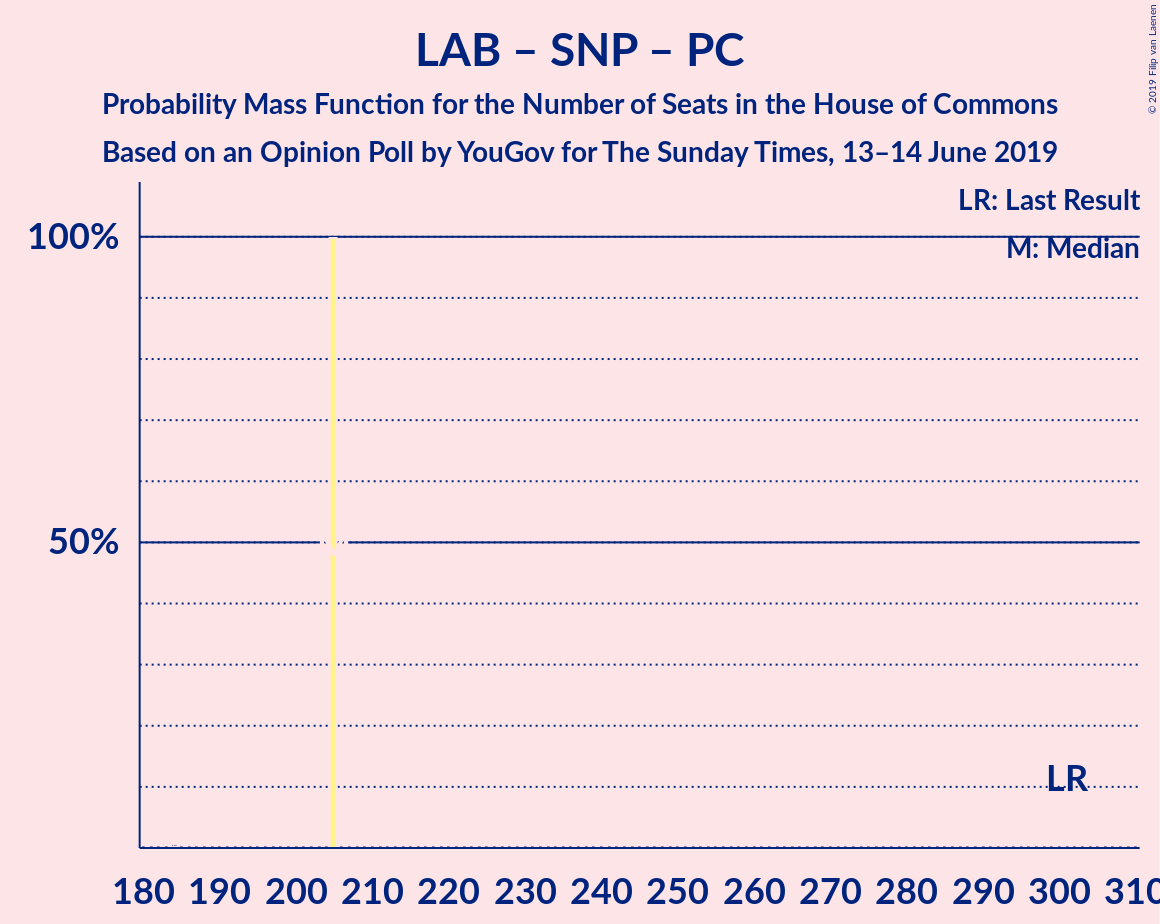 LAB – SNP – PC
Probability Mass Function for the Number of Seats in the House of Commons
Based on an Opinion Poll by YouGov for The Sunday Times, 13–14 June 2019
© 2019 Filip van Laenen
LR: Last Result
M: Median
100%
50%
LR
180 190 200 210 220 230 240 250 260 270 280 290 300 310